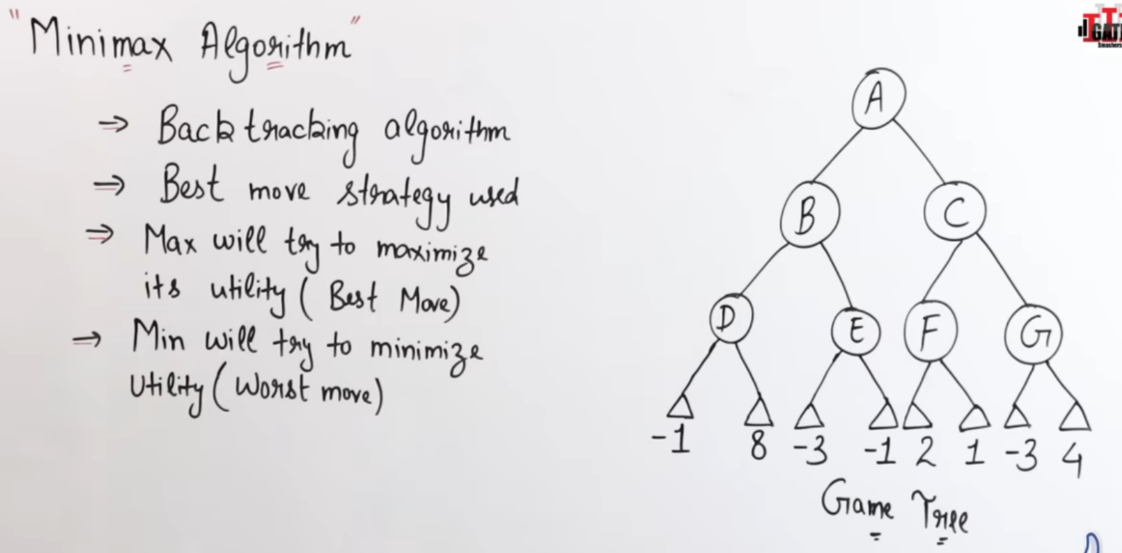 "Minimax Algorithm"
⇒ Backtracking algorithm
⇒ Best move strategy used
⇒ Max will try to maximize
its utility (Best Move)
⇒ Min will try to minimize
utility (Worst move)
A
B C
D E F G
-1 8 -3 -1 2 1 -3 4
Game Tree
GATE
Smashers